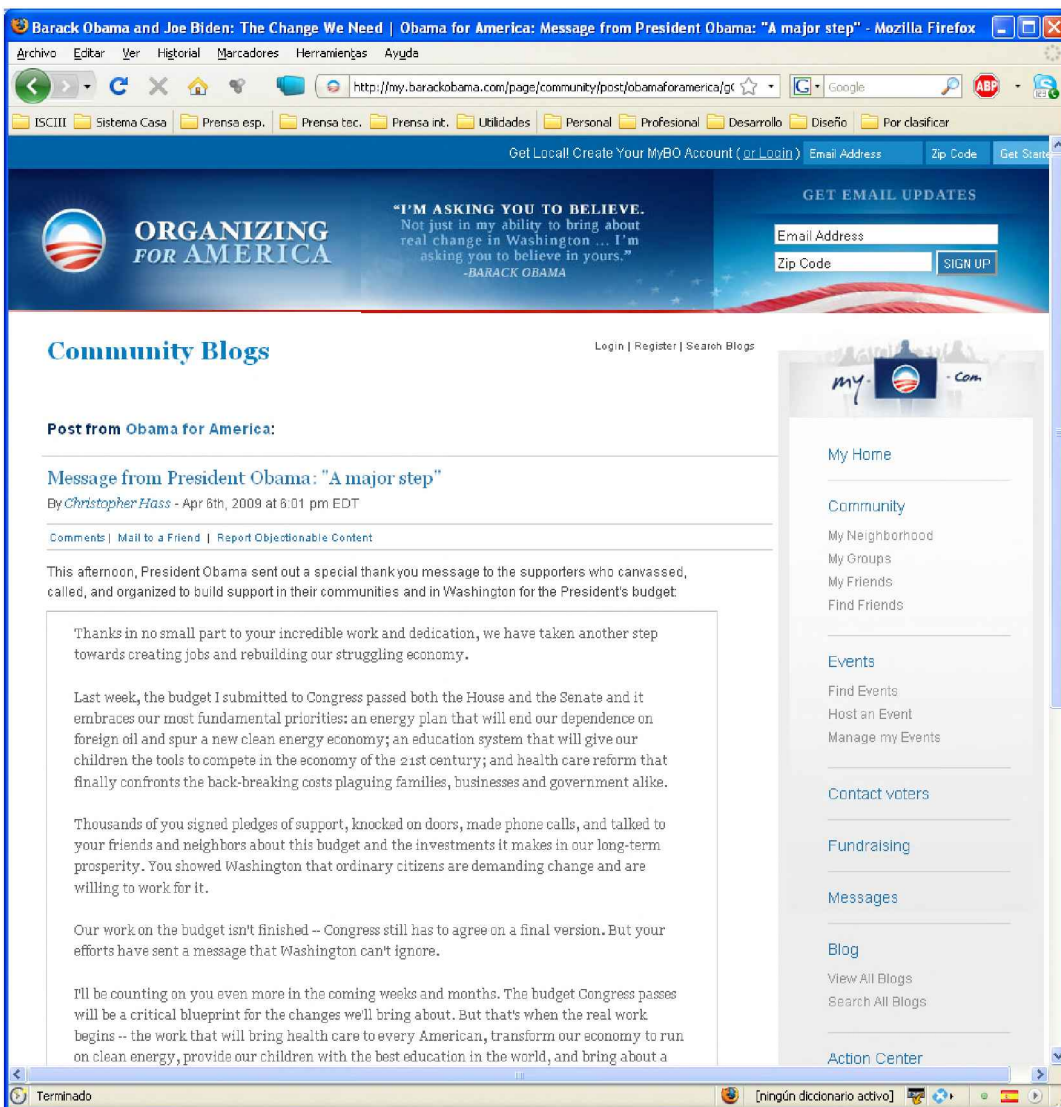 Barack Obama and Joe Biden: The Change We Need | Obama for America: Message from President Obama: "A major step" - Mozilla Firefox
Archivo Editar Ver Historial Marcadores Herramientas Ayuda
http://my.barackobama.com/page/community/post/obamaforamerica/g
Google
ABP
ISCIII Sistema Casa Prensa esp. Prensa tec. Prensa int. Utilidades Personal Profesional Desarrollo Diseño Por clasificar
Get Local! Create Your MyBO Account ( or Login ) Email Address Zip Code Get Starte
ORGANIZING
FOR AMERICA
“I’M ASKING YOU TO BELIEVE.
Not just in my ability to bring about
real change in Washington ... I’m
asking you to believe in yours.”
-BARACK OBAMA
GET EMAIL UPDATES
Email Address
Zip Code SIGN UP
Community Blogs
Login | Register | Search Blogs
Post from Obama for America:
Message from President Obama: "A major step"
By Christopher Hass - Apr 6th, 2009 at 6:01 pm EDT
Comments | Mail to a Friend | Report Objectionable Content
This afternoon, President Obama sent out a special thank you message to the supporters who canvassed,
called, and organized to build support in their communities and in Washington for the President's budget:
Thanks in no small part to your incredible work and dedication, we have taken another step
towards creating jobs and rebuilding our struggling economy.
Last week, the budget I submitted to Congress passed both the House and the Senate and it
embraces our most fundamental priorities: an energy plan that will end our dependence on
foreign oil and spur a new clean energy economy; an education system that will give our
children the tools to compete in the economy of the 21st century; and health care reform that
finally confronts the back-breaking costs plaguing families, businesses and government alike.
Thousands of you signed pledges of support, knocked on doors, made phone calls, and talked to
your friends and neighbors about this budget and the investments it makes in our long-term
prosperity. You showed Washington that ordinary citizens are demanding change and are
willing to work for it.
Our work on the budget isn't finished -- Congress still has to agree on a final version. But your
efforts have sent a message that Washington can't ignore.
I'll be counting on you even more in the coming weeks and months. The budget Congress passes
will be a critical blueprint for the changes we'll bring about. But that's when the real work
begins -- the work that will bring health care to every American, transform our economy to run
on clean energy, provide our children with the best education in the world, and bring about a
my. .com
My Home
Community
My Neighborhood
My Groups
My Friends
Find Friends
Events
Find Events
Host an Event
Manage my Events
Contact voters
Fundraising
Messages
Blog
View All Blogs
Search All Blogs
Action Center
Terminado
[ningún diccionario activo]